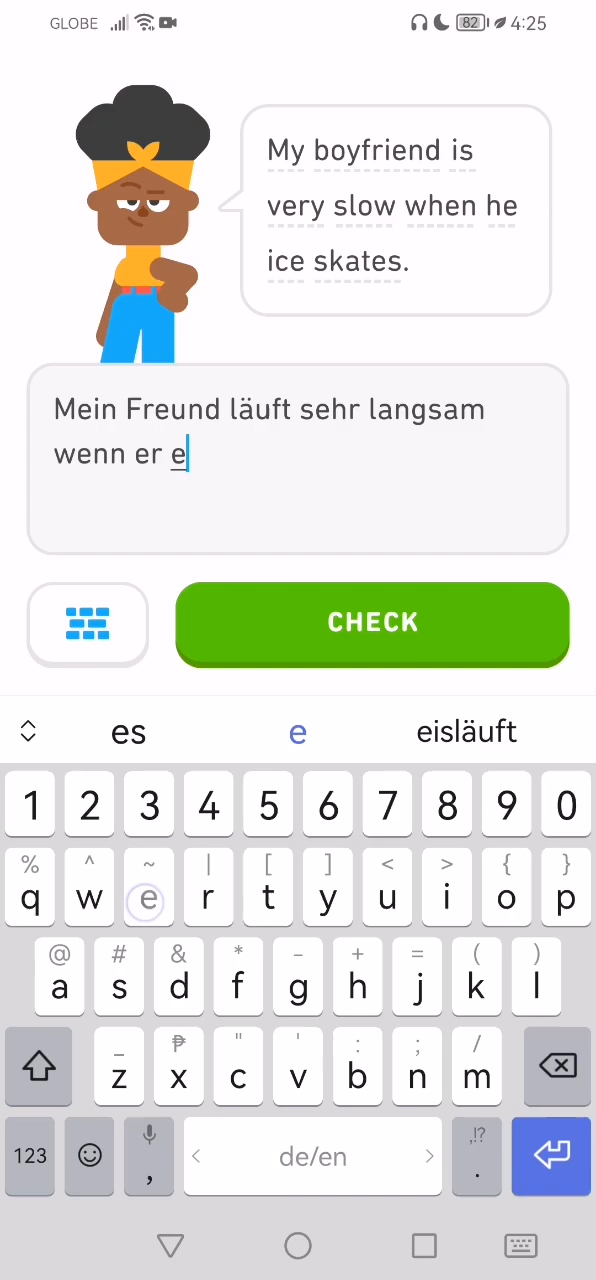 GLOBE 82 4:25
My boyfriend is
very slow when he
ice skates.
Mein Freund läuft sehr langsam
wenn er e
CHECK
es e eisläuft
1 2 3 4 5 6 7 8 9 0
% ^ ~ | [ ] < > { }
q w e r t y u i o p
@ # & * - + = ( )
a s d f g h j k l
_ ₱ " ' : ; /
z x c v b n m
,!?
123 , < de/en > .